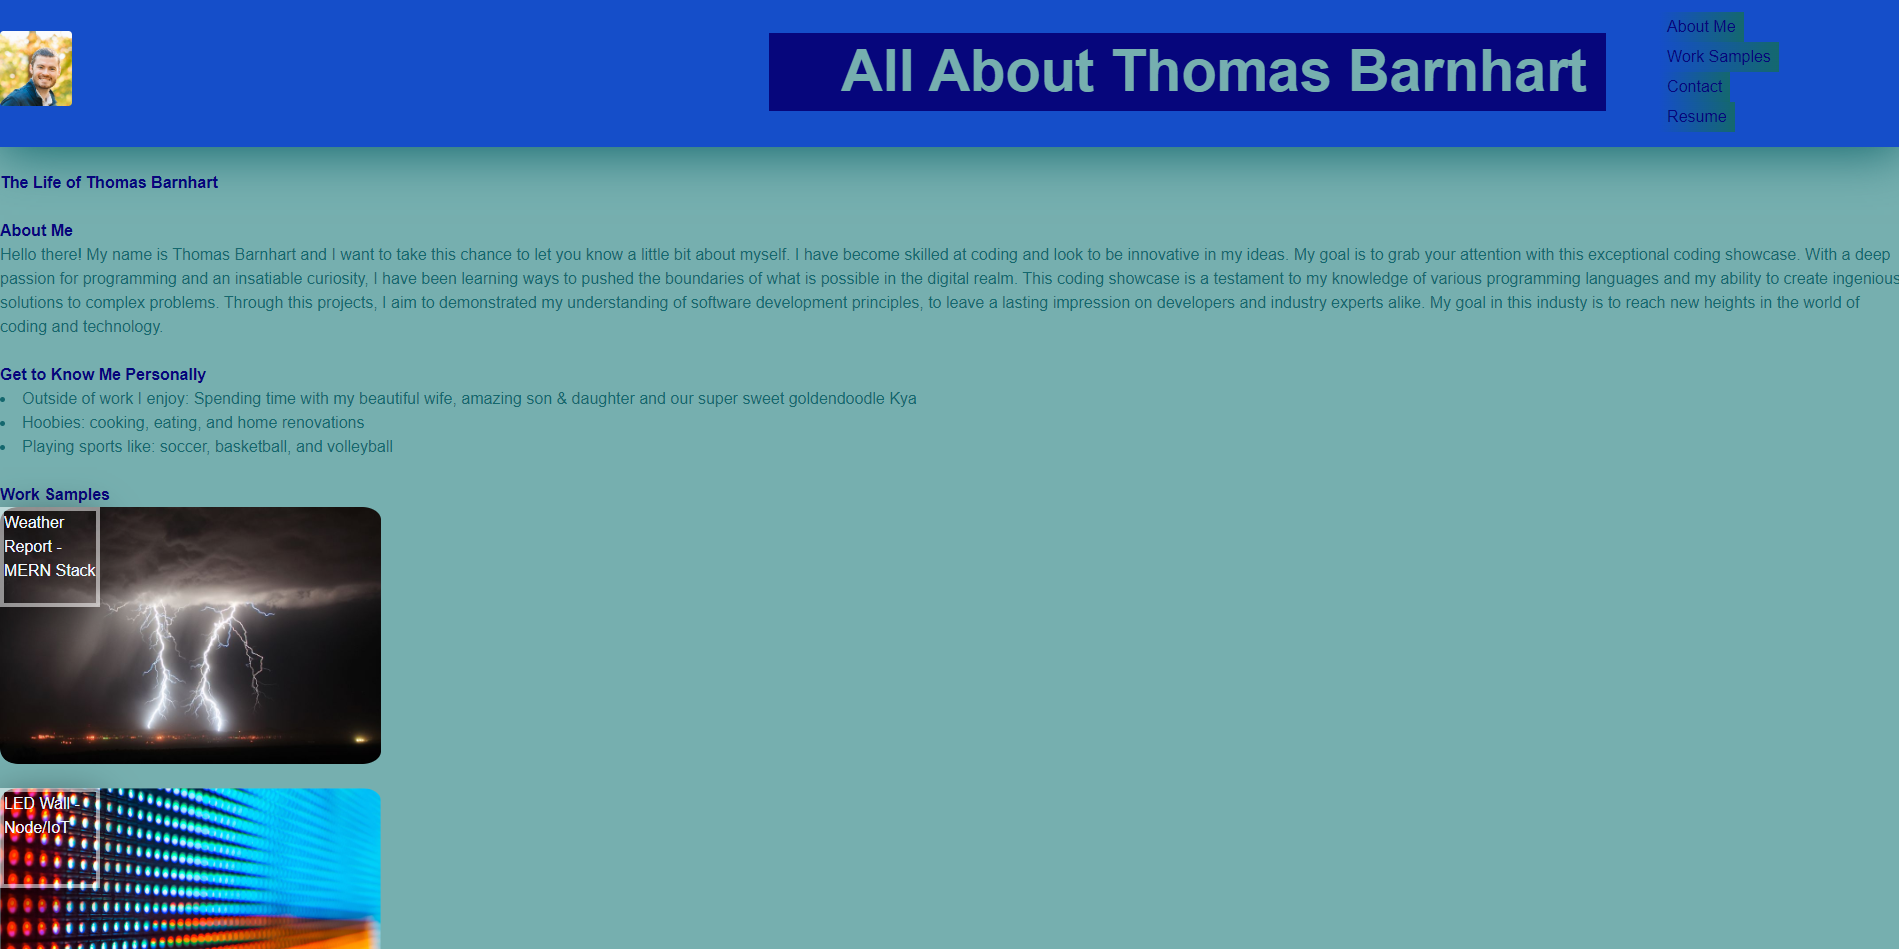 All About Thomas Barnhart
About Me
Work Samples
Contact
Resume
The Life of Thomas Barnhart
About Me
Hello there! My name is Thomas Barnhart and I want to take this chance to let you know a little bit about myself. I have become skilled at coding and look to be innovative in my ideas. My goal is to grab your attention with this exceptional coding showcase. With a deep
passion for programming and an insatiable curiosity, I have been learning ways to pushed the boundaries of what is possible in the digital realm. This coding showcase is a testament to my knowledge of various programming languages and my ability to create ingenious
solutions to complex problems. Through this projects, I aim to demonstrated my understanding of software development principles, to leave a lasting impression on developers and industry experts alike. My goal in this industy is to reach new heights in the world of
coding and technology.
Get to Know Me Personally
• Outside of work I enjoy: Spending time with my beautiful wife, amazing son & daughter and our super sweet goldendoodle Kya
• Hoobies: cooking, eating, and home renovations
• Playing sports like: soccer, basketball, and volleyball
Work Samples
Weather
Report -
MERN Stack
LED Wall -
Node/IoT